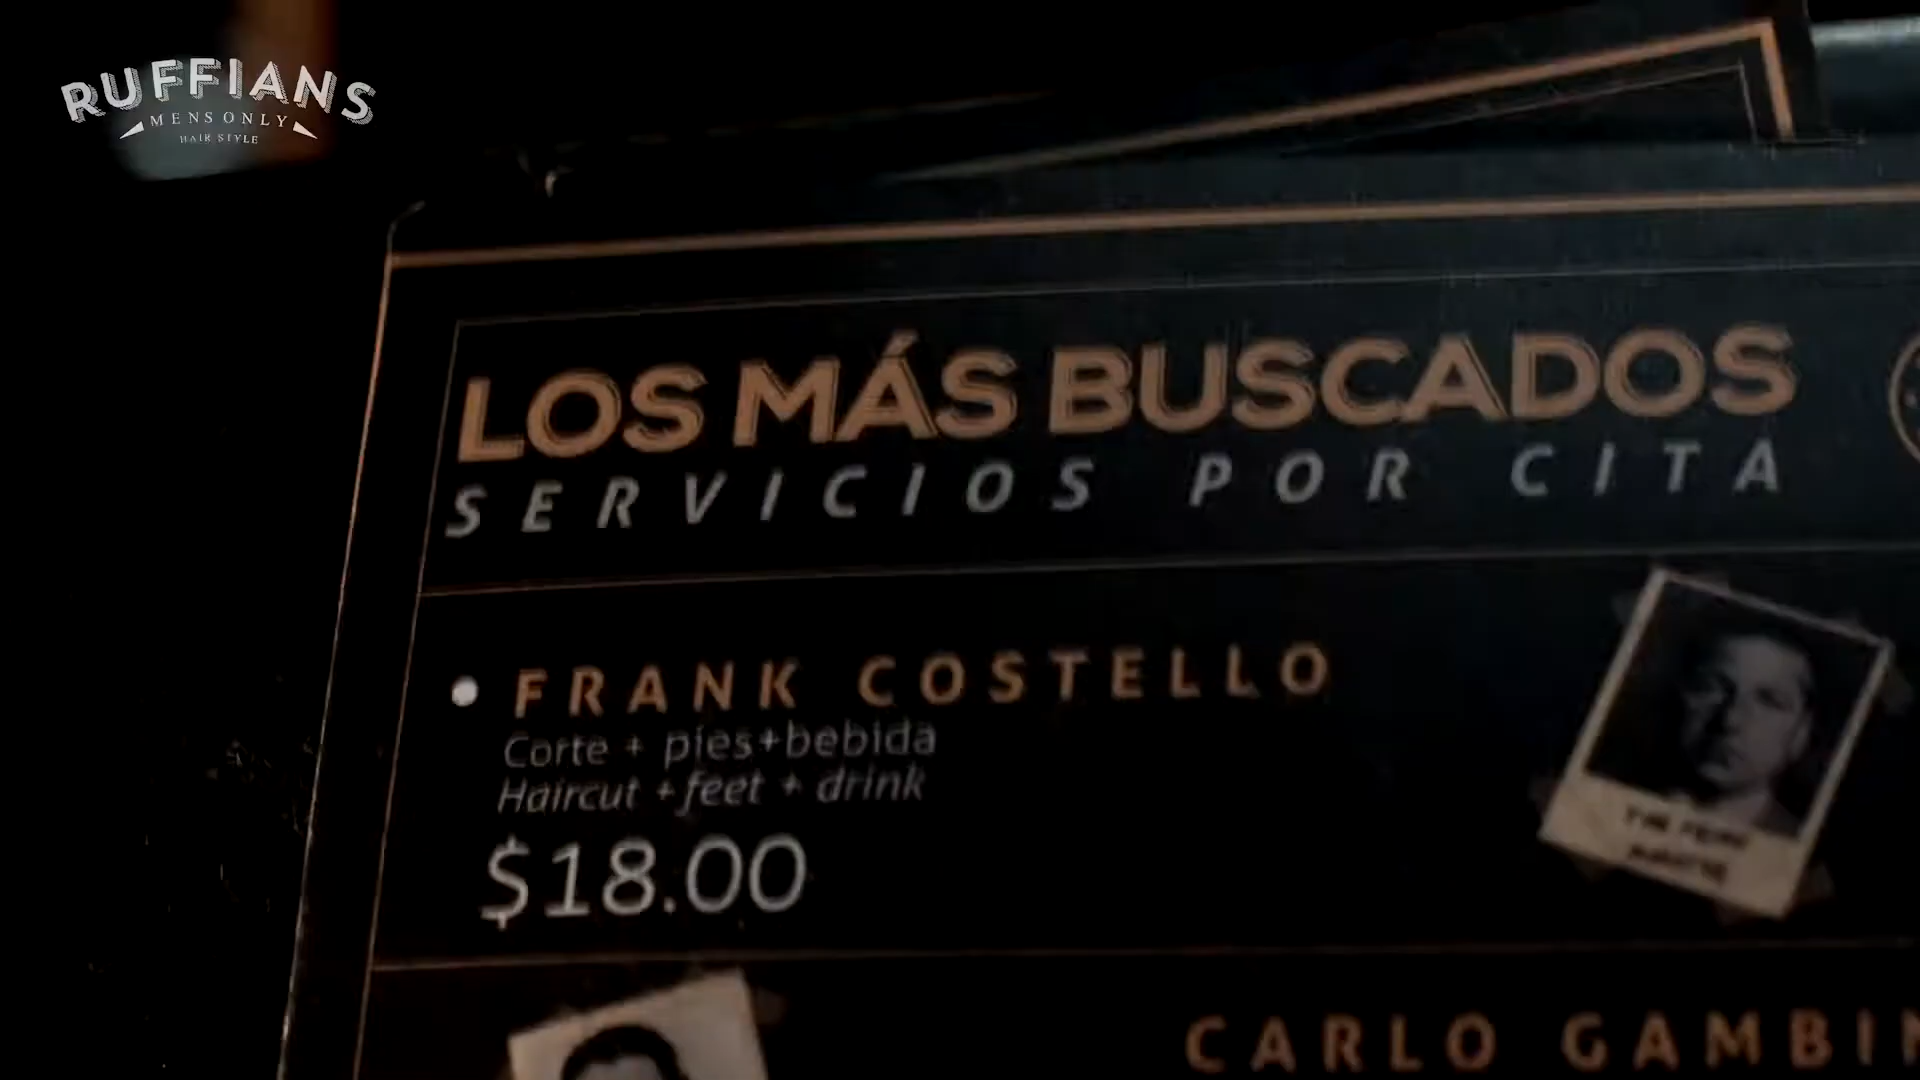 RUFFIANS
MENS ONLY
HAIR STYLE
LOS MÁS BUSCADOS
SERVICIOS POR CITA
FRANK COSTELLO
Corte + pies+bebida
Haircut + feet + drink
$18.00
CARLO